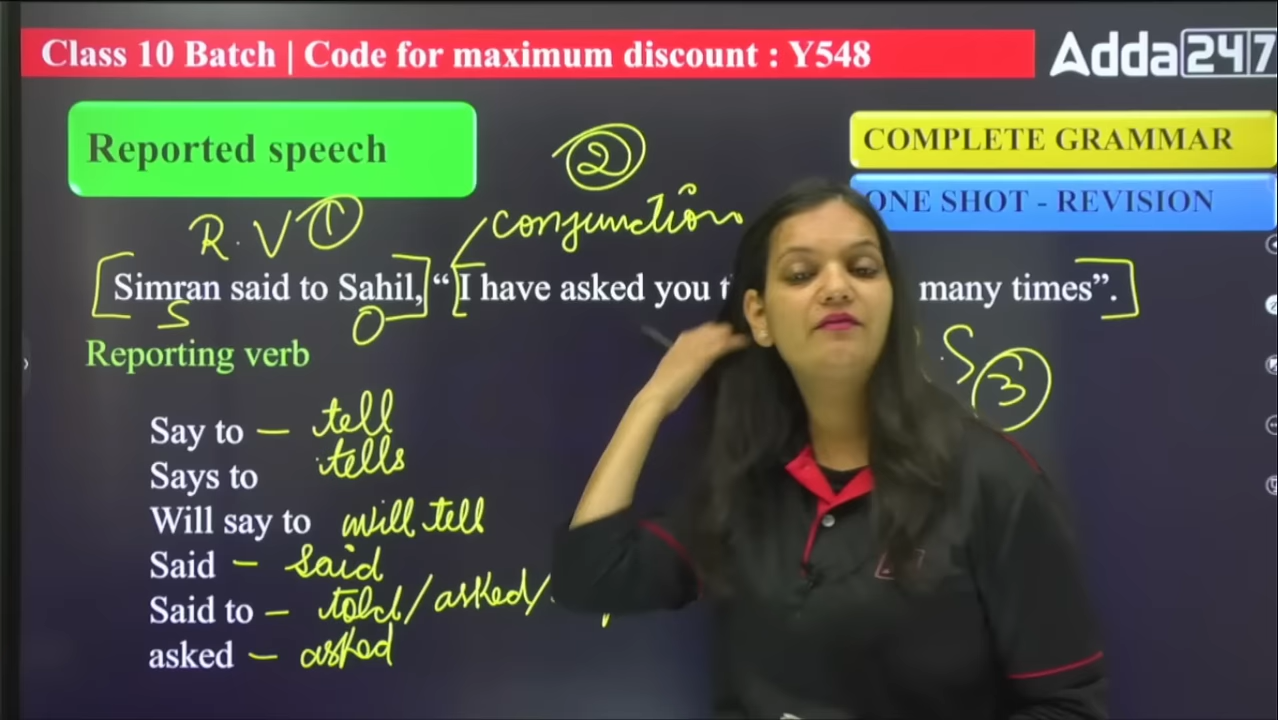 Class 10 Batch | Code for maximum discount : Y548
Adda247
Reported speech
COMPLETE GRAMMAR
ONE SHOT - REVISION
2
R.V 1
conjunction
Simran said to Sahil, “ I have asked you many times”.
S
O
S
3
Reporting verb
Say to — tell
Says to tells
Will say to will tell
Said — said
Said to — told/asked/
asked — asked